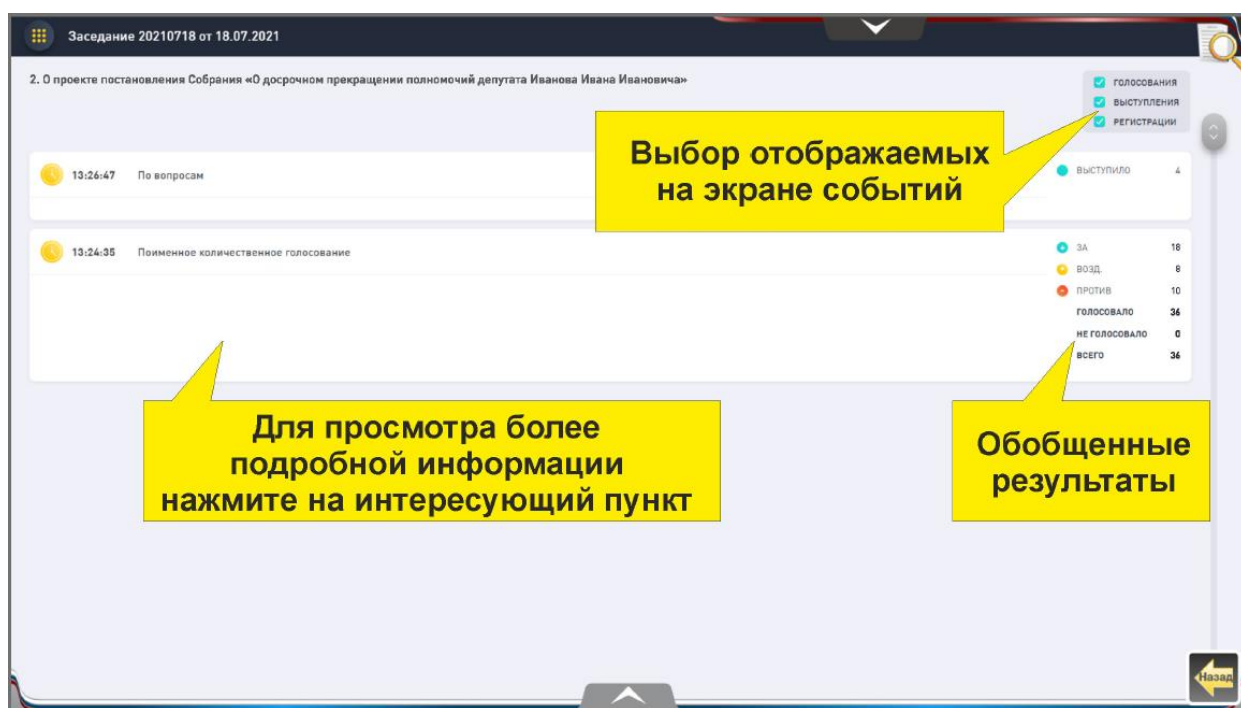 Заседание 20210718 от 18.07.2021
2. О проекте постановления Собрания «О досрочном прекращении полномочий депутата Иванова Ивана Ивановича»
ГОЛОСОВАНИЯ
ВЫСТУПЛЕНИЯ
РЕГИСТРАЦИИ
Выбор отображаемых
на экране событий
13:26:47 По вопросам
ВЫСТУПИЛО 4
13:24:35 Поименное количественное голосование
ЗА 18
ВОЗД. 8
ПРОТИВ 10
ГОЛОСОВАЛО 36
НЕ ГОЛОСОВАЛО 0
ВСЕГО 36
Для просмотра более
подробной информации
нажмите на интересующий пункт
Обобщенные
результаты
Назад